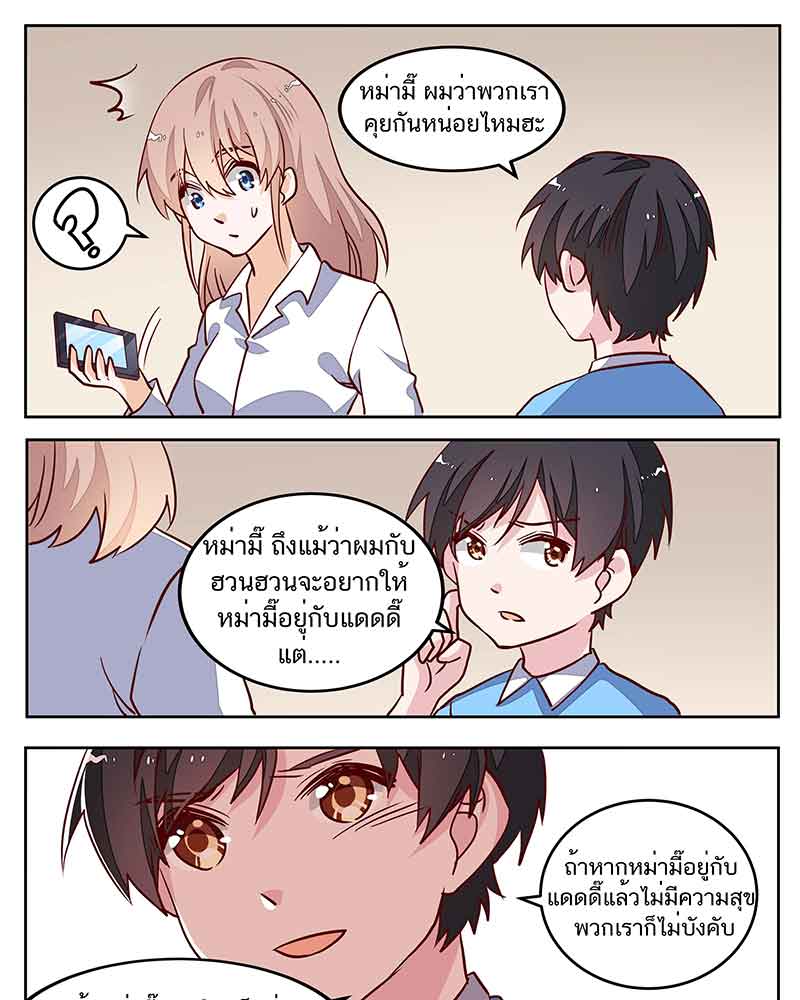 หม่ามี๊ ผมว่าพวกเรา
คุยกันหน่อยไหมฮะ
?
หม่ามี๊ ถึงแม้ว่าผมกับ
ฮวนฮวนจะอยากให้
หม่ามี๊อยู่กับแดดดี๊
แต่.....
ถ้าหากหม่ามี๊อยู่กับ
แดดดี๊แล้วไม่มีความสุข
พวกเราก็ไม่บังคับ